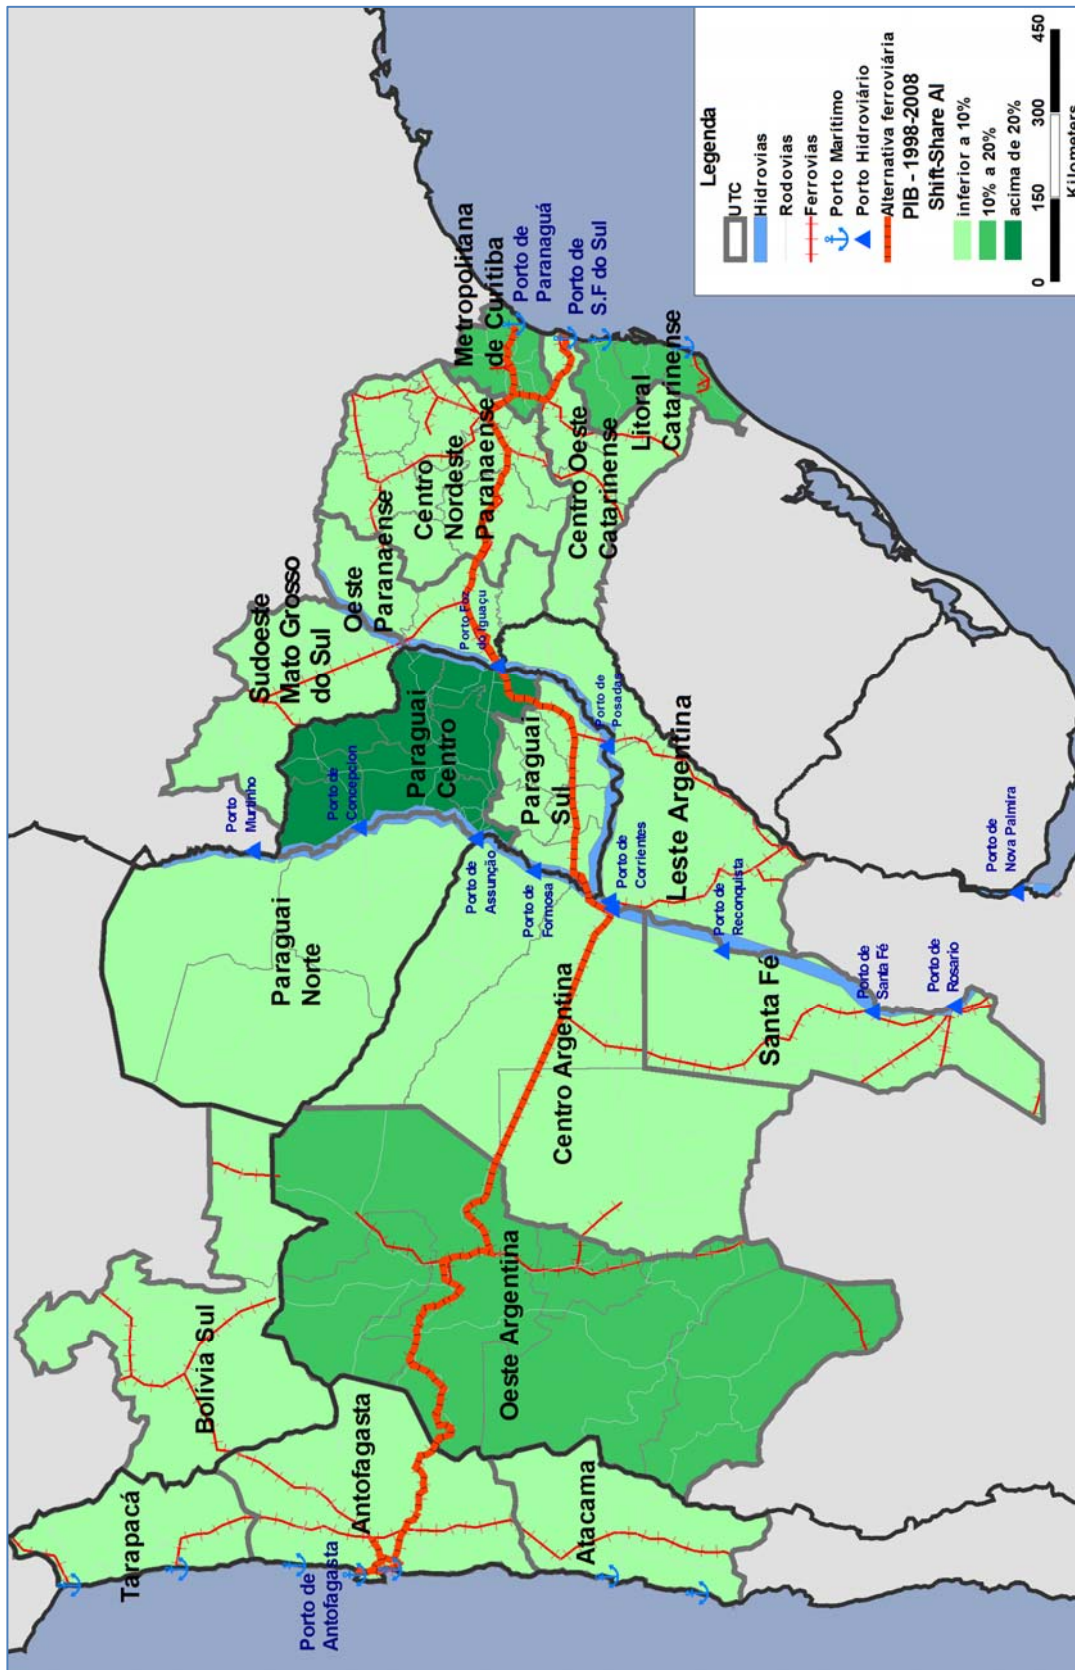 Tarapacá
Bolívia Sul
Antofagasta
Porto de
Antofagasta
Atacama
Oeste Argentina
Centro Argentina
Paraguai
Norte
Porto
Murtinho
Porto de
Concepcion
Porto de
Assunção
Porto de
Formosa
Porto de
Corrientes
Porto de
Reconquista
Porto de
Santa Fé
Porto de
Rosario
Santa Fé
Leste Argentina
Porto de
Nova Palmira
Porto de
Posadas
Paraguai
Sul
Paraguai
Centro
Porto Foz
do Iguaçu
Sudoeste
Mato Grosso
do Sul
Oeste
Paranaense
Centro
Nordeste
Paranaense
Centro Oeste
Catarinense
Litoral
Catarinense
Metropolitana
de Curitiba
Porto de
Paranaguá
Porto de
S.F do Sul
Legenda
UTC
Hidrovias
Rodovias
Ferrovias
Porto Marítimo
Porto Hidroviário
Alternativa ferroviária
PIB - 1998-2008
Shift-Share AI
inferior a 10%
10% a 20%
acima de 20%
0 150 300 450
Kilometers